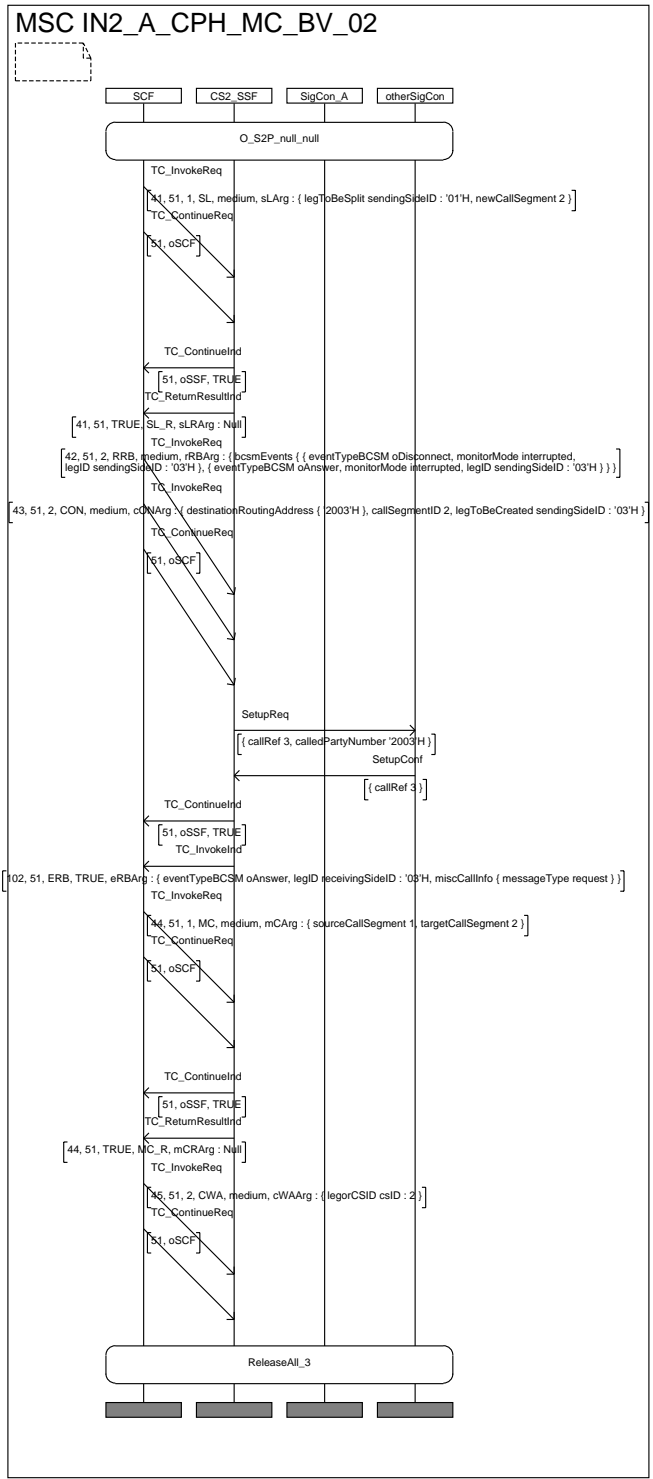 MSC IN2_A_CPH_MC_BV_02
SCF
CS2_SSF
SigCon_A
otherSigCon
O_S2P_null_null
TC_InvokeReq
41, 51, 1, SL, medium, sLArg : { legToBeSplit sendingSideID : '01'H, newCallSegment 2 }
TC_ContinueReq
51, oSCF
TC_ContinueInd
51, oSSF, TRUE
TC_ReturnResultInd
41, 51, TRUE, SL_R, sLRArg : Null
TC_InvokeReq
42, 51, 2, RRB, medium, rRBArg : { bcsmEvents { { eventTypeBCSM oDisconnect, monitorMode interrupted,
legID sendingSideID : '03'H }, { eventTypeBCSM oAnswer, monitorMode interrupted, legID sendingSideID : '03'H } } }
TC_InvokeReq
43, 51, 2, CON, medium, cONArg : { destinationRoutingAddress { '2003'H }, callSegmentID 2, legToBeCreated sendingSideID : '03'H }
TC_ContinueReq
51, oSCF
SetupReq
{ callRef 3, calledPartyNumber '2003'H }
SetupConf
{ callRef 3 }
TC_ContinueInd
51, oSSF, TRUE
TC_InvokeInd
102, 51, ERB, TRUE, eRBArg : { eventTypeBCSM oAnswer, legID receivingSideID : '03'H, miscCallInfo { messageType request } }
TC_InvokeReq
44, 51, 1, MC, medium, mCArg : { sourceCallSegment 1, targetCallSegment 2 }
TC_ContinueReq
51, oSCF
TC_ContinueInd
51, oSSF, TRUE
TC_ReturnResultInd
44, 51, TRUE, MC_R, mCRArg : Null
TC_InvokeReq
45, 51, 2, CWA, medium, cWAArg : { legorCSID csID : 2 }
TC_ContinueReq
51, oSCF
ReleaseAll_3